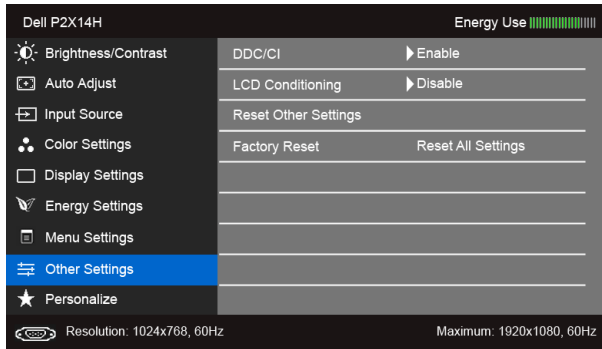 Dell P2X14H Energy Use
Brightness/Contrast DDC/CI Enable
Auto Adjust LCD Conditioning Disable
Input Source Reset Other Settings
Color Settings Factory Reset Reset All Settings
Display Settings
Energy Settings
Menu Settings
Other Settings
Personalize
Resolution: 1024x768, 60Hz Maximum: 1920x1080, 60Hz